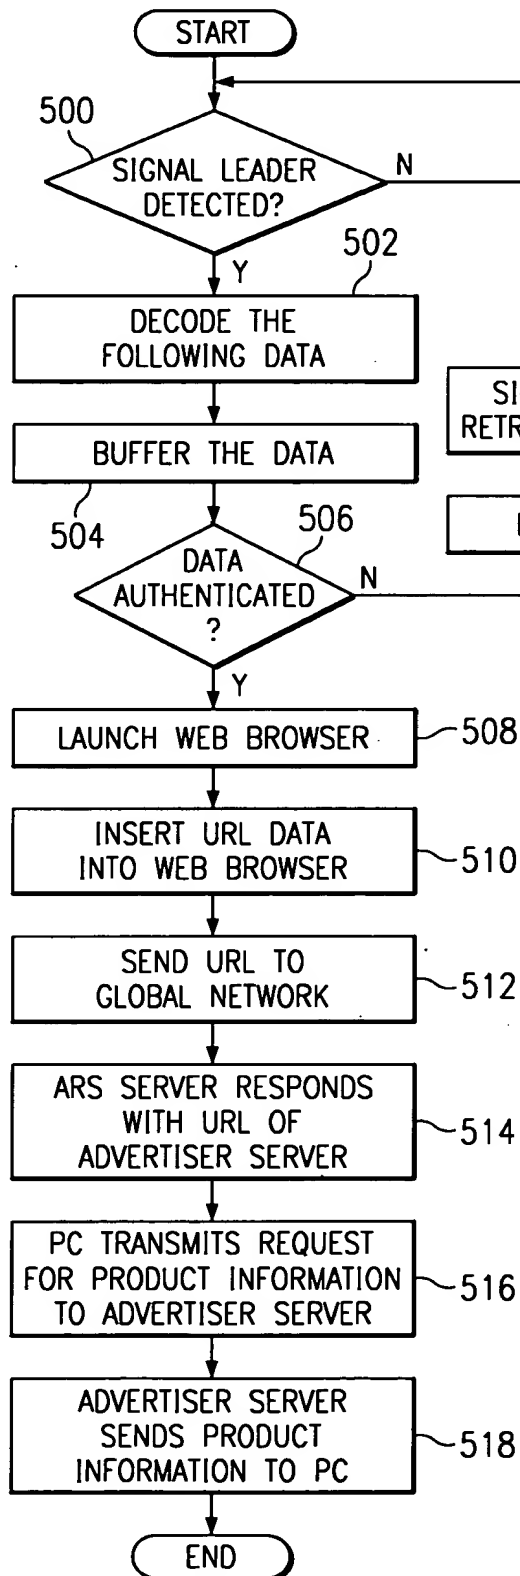 START
500
SIGNAL LEADER
DETECTED?
N
Y
502
DECODE THE
FOLLOWING DATA
BUFFER THE DATA
504
506
DATA
AUTHENTICATED
?
N
Y
LAUNCH WEB BROWSER
508
INSERT URL DATA
INTO WEB BROWSER
510
SEND URL TO
GLOBAL NETWORK
512
ARS SERVER RESPONDS
WITH URL OF
ADVERTISER SERVER
514
PC TRANSMITS REQUEST
FOR PRODUCT INFORMATION
TO ADVERTISER SERVER
516
ADVERTISER SERVER
SENDS PRODUCT
INFORMATION TO PC
518
END